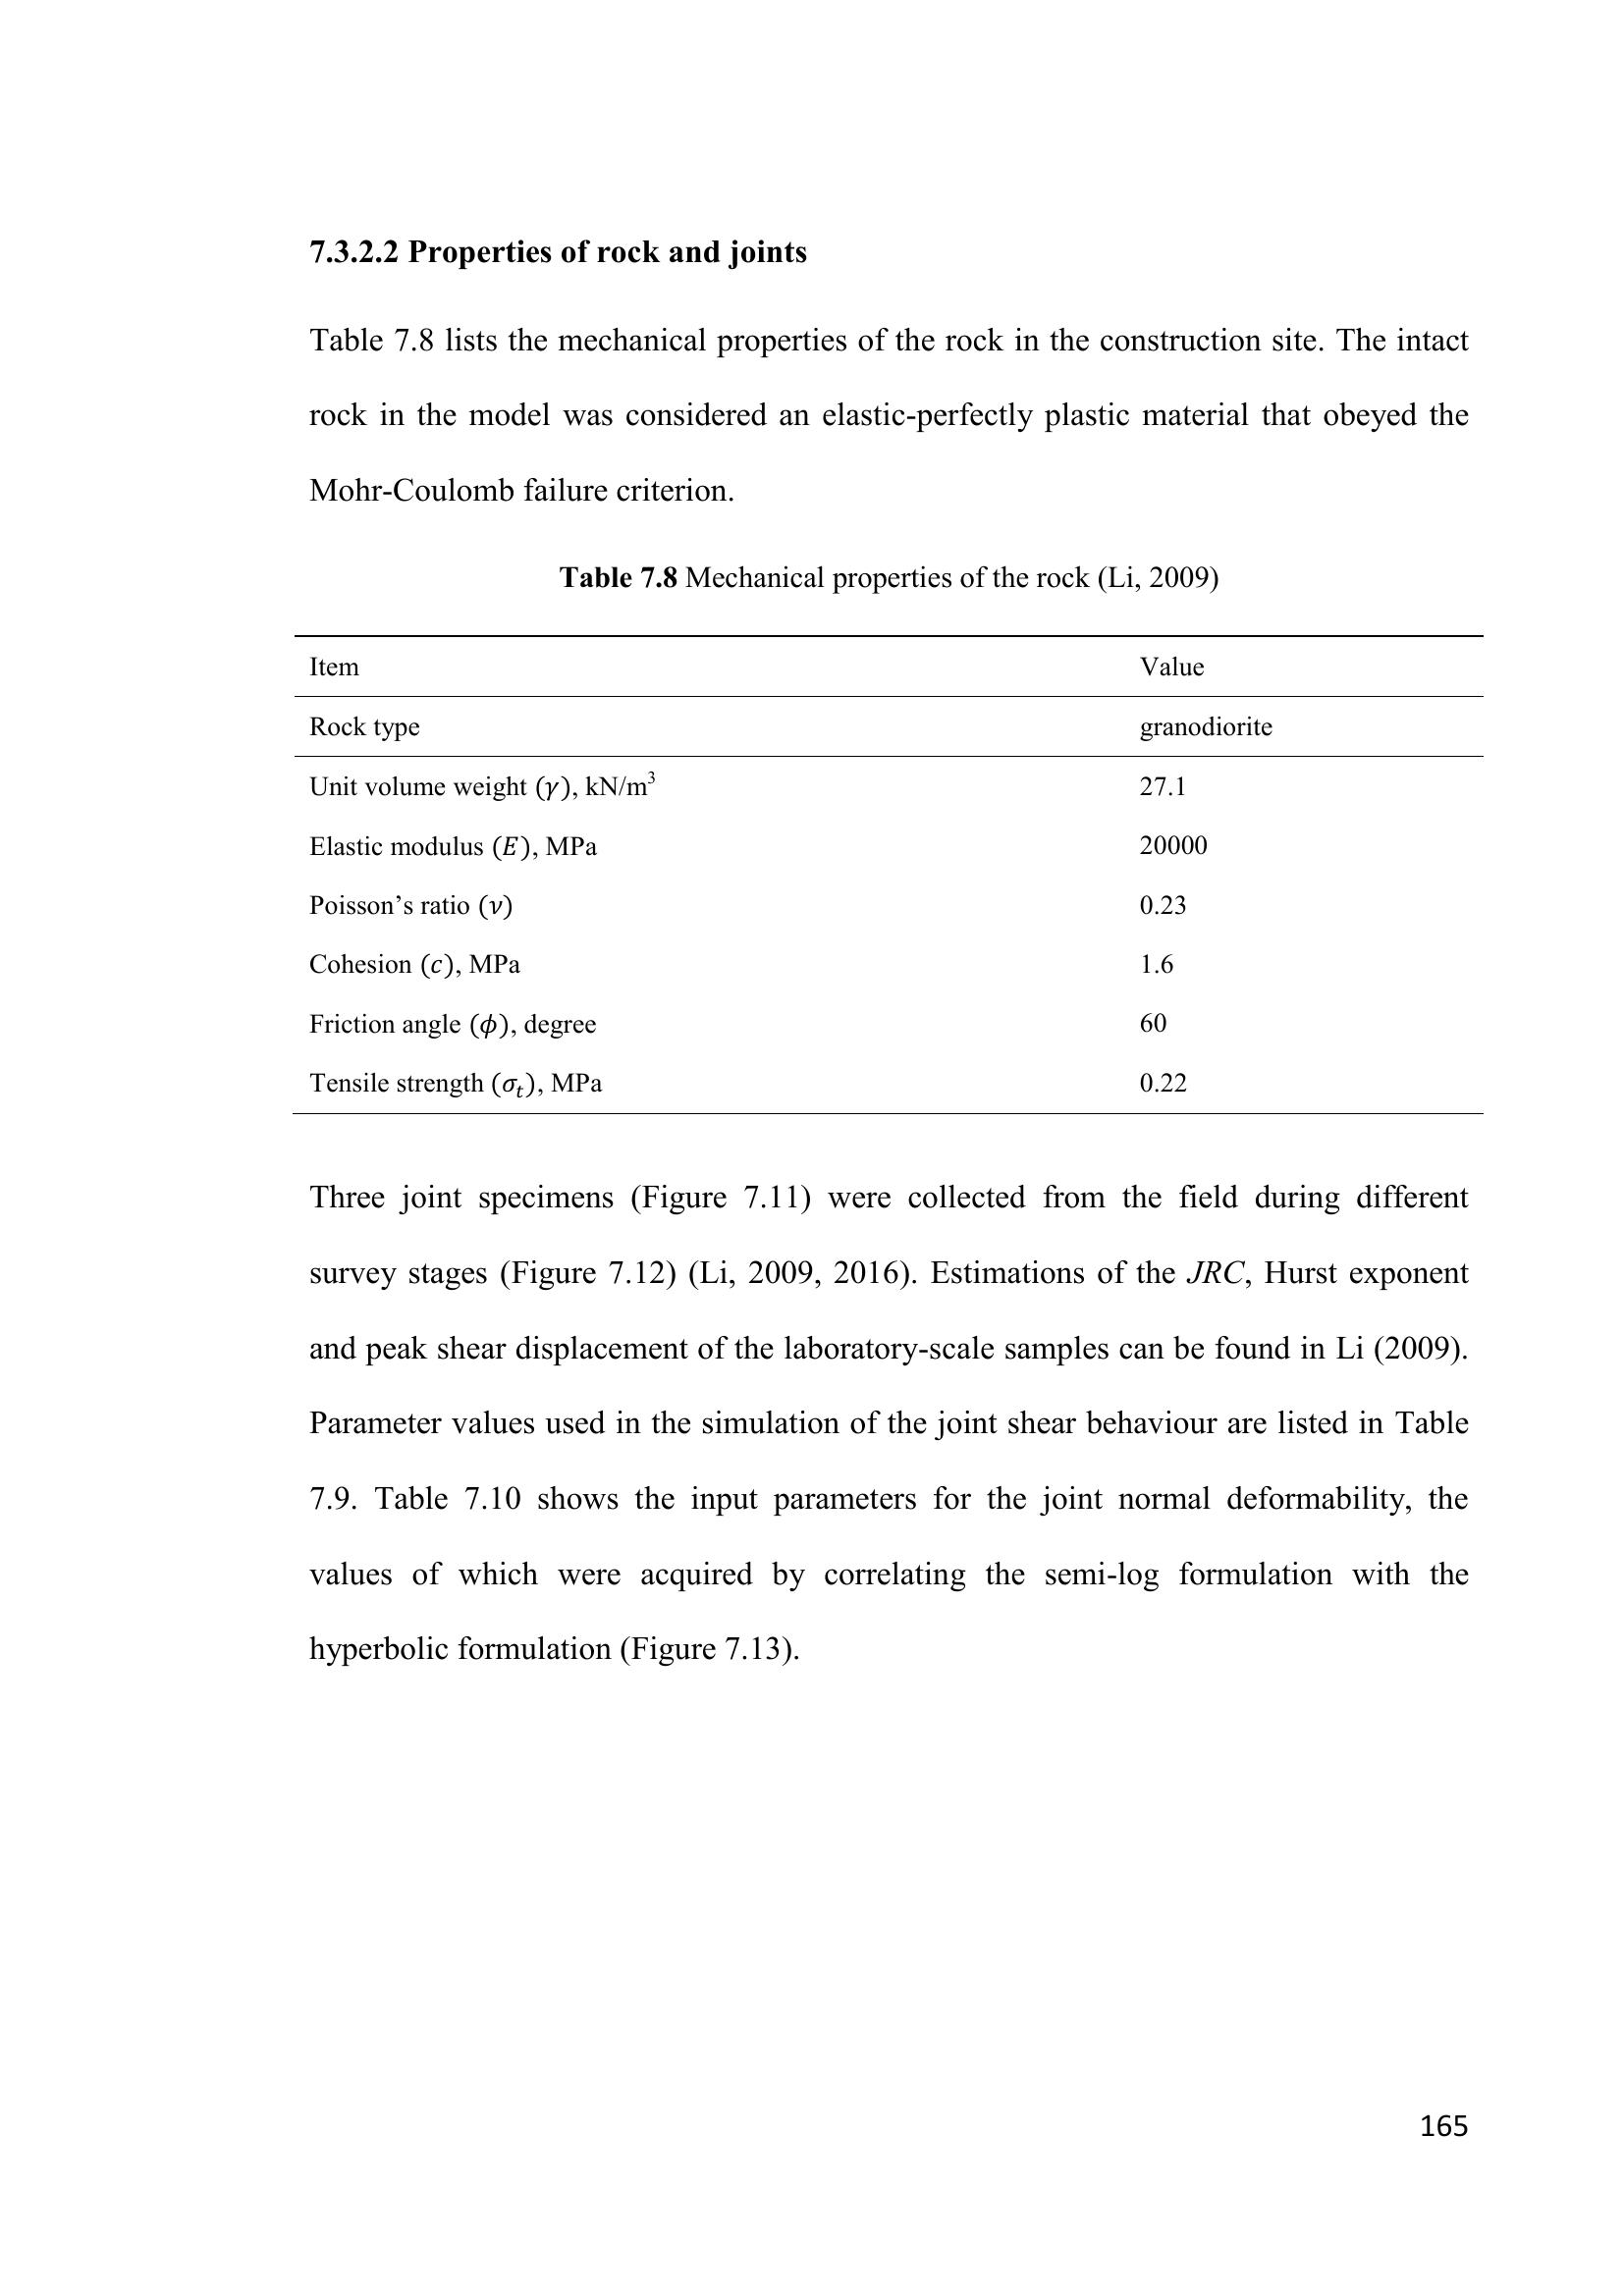 7.3.2.2 Properties of rock and joints
Table 7.8 lists the mechanical properties of the rock in the construction site. The intact
rock in the model was considered an elastic-perfectly plastic material that obeyed the
Mohr-Coulomb failure criterion.
Table 7.8 Mechanical properties of the rock (Li, 2009)
Item Value
Rock type granodiorite
Unit volume weight (γ), kN/m³ 27.1
Elastic modulus (E), MPa 20000
Poisson’s ratio (ν) 0.23
Cohesion (c), MPa 1.6
Friction angle (ϕ), degree 60
Tensile strength (σₜ), MPa 0.22
Three joint specimens (Figure 7.11) were collected from the field during different
survey stages (Figure 7.12) (Li, 2009, 2016). Estimations of the JRC, Hurst exponent
and peak shear displacement of the laboratory-scale samples can be found in Li (2009).
Parameter values used in the simulation of the joint shear behaviour are listed in Table
7.9. Table 7.10 shows the input parameters for the joint normal deformability, the
values of which were acquired by correlating the semi-log formulation with the
hyperbolic formulation (Figure 7.13).
165